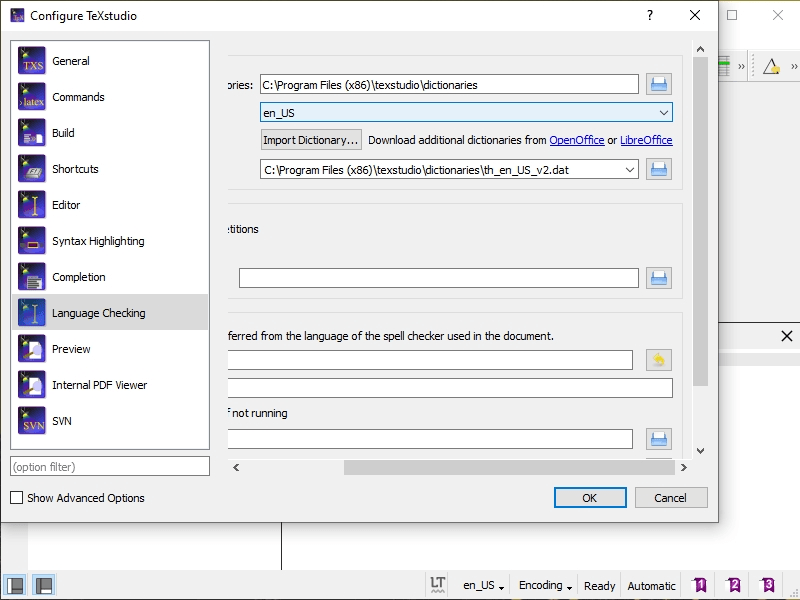 Configure TeXstudio
?
TXS General
›latex Commands
Build
Shortcuts
Editor
Syntax Highlighting
Completion
Language Checking
Preview
Internal PDF Viewer
SVN SVN
(option filter)
Show Advanced Options
ories: C:\Program Files (x86)\texstudio\dictionaries
en_US
Import Dictionary... Download additional dictionaries from OpenOffice or LibreOffice
C:\Program Files (x86)\texstudio\dictionaries\th_en_US_v2.dat
etitions
ferred from the language of the spell checker used in the document.
f not running
OK Cancel
LT en_US Encoding Ready Automatic 1 2 3